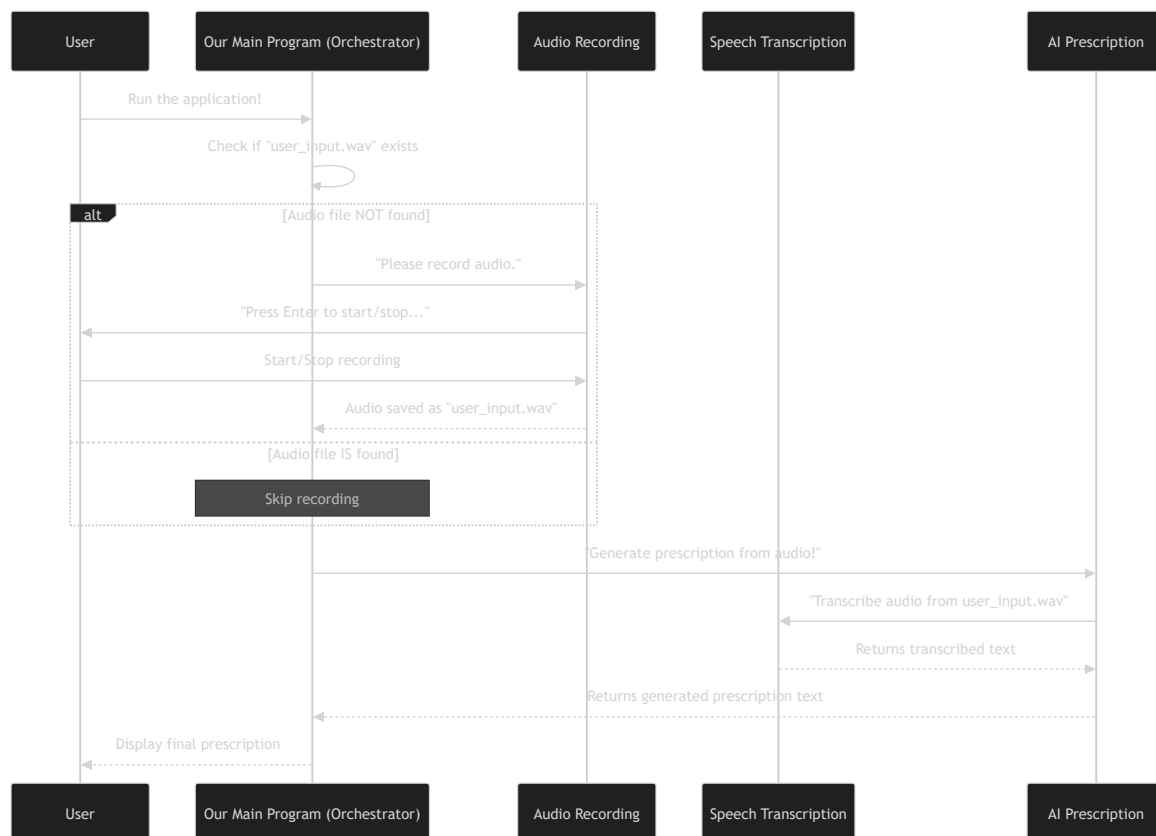 User
Our Main Program (Orchestrator)
Audio Recording
Speech Transcription
AI Prescription
Run the application!
Check if "user_input.wav" exists
alt
[Audio file NOT found]
"Please record audio."
"Press Enter to start/stop..."
Start/Stop recording
Audio saved as "user_input.wav"
[Audio file IS found]
Skip recording
"Generate prescription from audio!"
"Transcribe audio from user_input.wav"
Returns transcribed text
Returns generated prescription text
Display final prescription
User
Our Main Program (Orchestrator)
Audio Recording
Speech Transcription
AI Prescription